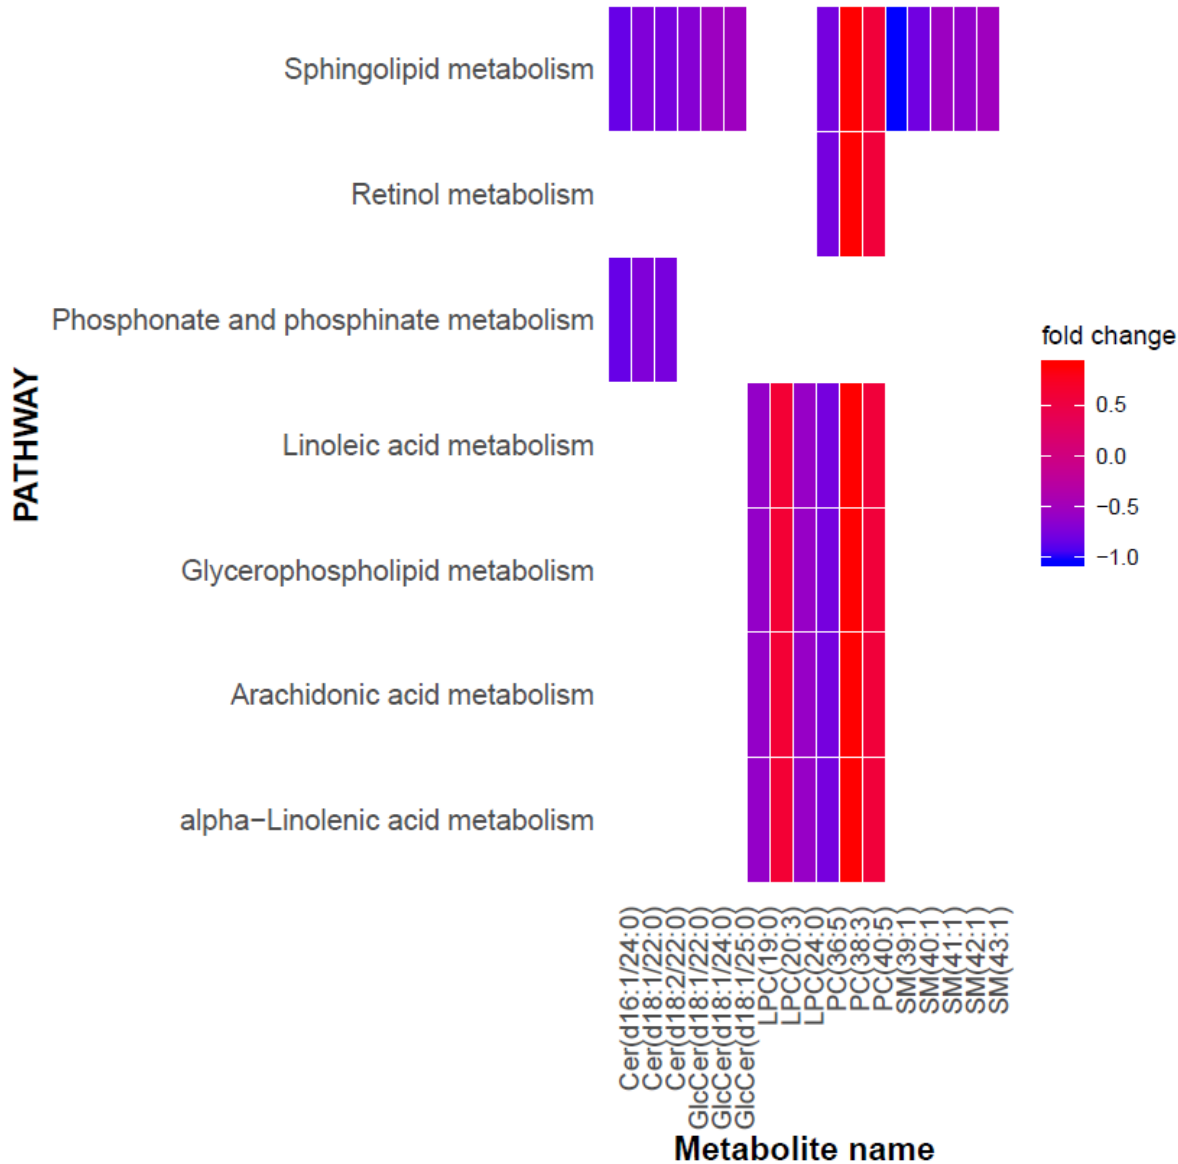 Sphingolipid metabolism
Retinol metabolism
Phosphonate and phosphinate metabolism
Linoleic acid metabolism
Glycerophospholipid metabolism
Arachidonic acid metabolism
alpha−Linolenic acid metabolism
PATHWAY
fold change
0.5
0.0
−0.5
−1.0
Cer(d16:1/24:0)
Cer(d18:1/22:0)
Cer(d18:2/22:0)
GlcCer(d18:1/22:0)
GlcCer(d18:1/24:0)
GlcCer(d18:1/25:0)
LPC(19:0)
LPC(20:3)
LPC(24:0)
PC(36:5)
PC(38:3)
PC(40:5)
SM(39:1)
SM(40:1)
SM(41:1)
SM(42:1)
SM(43:1)
Metabolite name